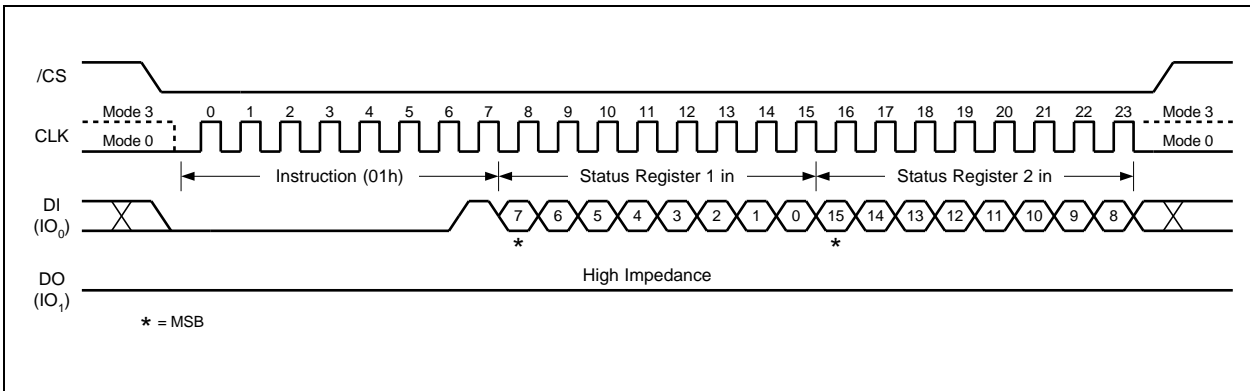 /CS
Mode 3 0 1 2 3 4 5 6 7 8 9 10 11 12 13 14 15 16 17 18 19 20 21 22 23 Mode 3
CLK
Mode 0 Mode 0
Instruction (01h) Status Register 1 in Status Register 2 in
DI
(IO0)
7 6 5 4 3 2 1 0 15 14 13 12 11 10 9 8
* *
High Impedance
DO
(IO1)
* = MSB